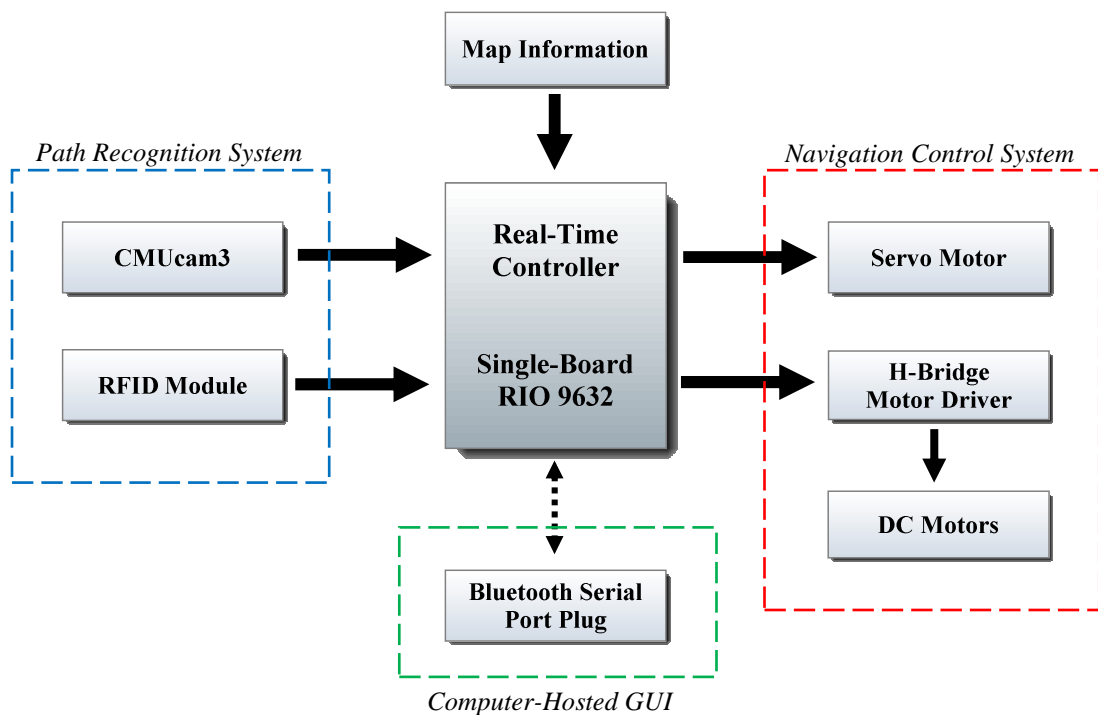 Map Information
Path Recognition System
Navigation Control System
CMUcam3
RFID Module
Real-Time
Controller
Single-Board
RIO 9632
Servo Motor
H-Bridge
Motor Driver
DC Motors
Bluetooth Serial
Port Plug
Computer-Hosted GUI